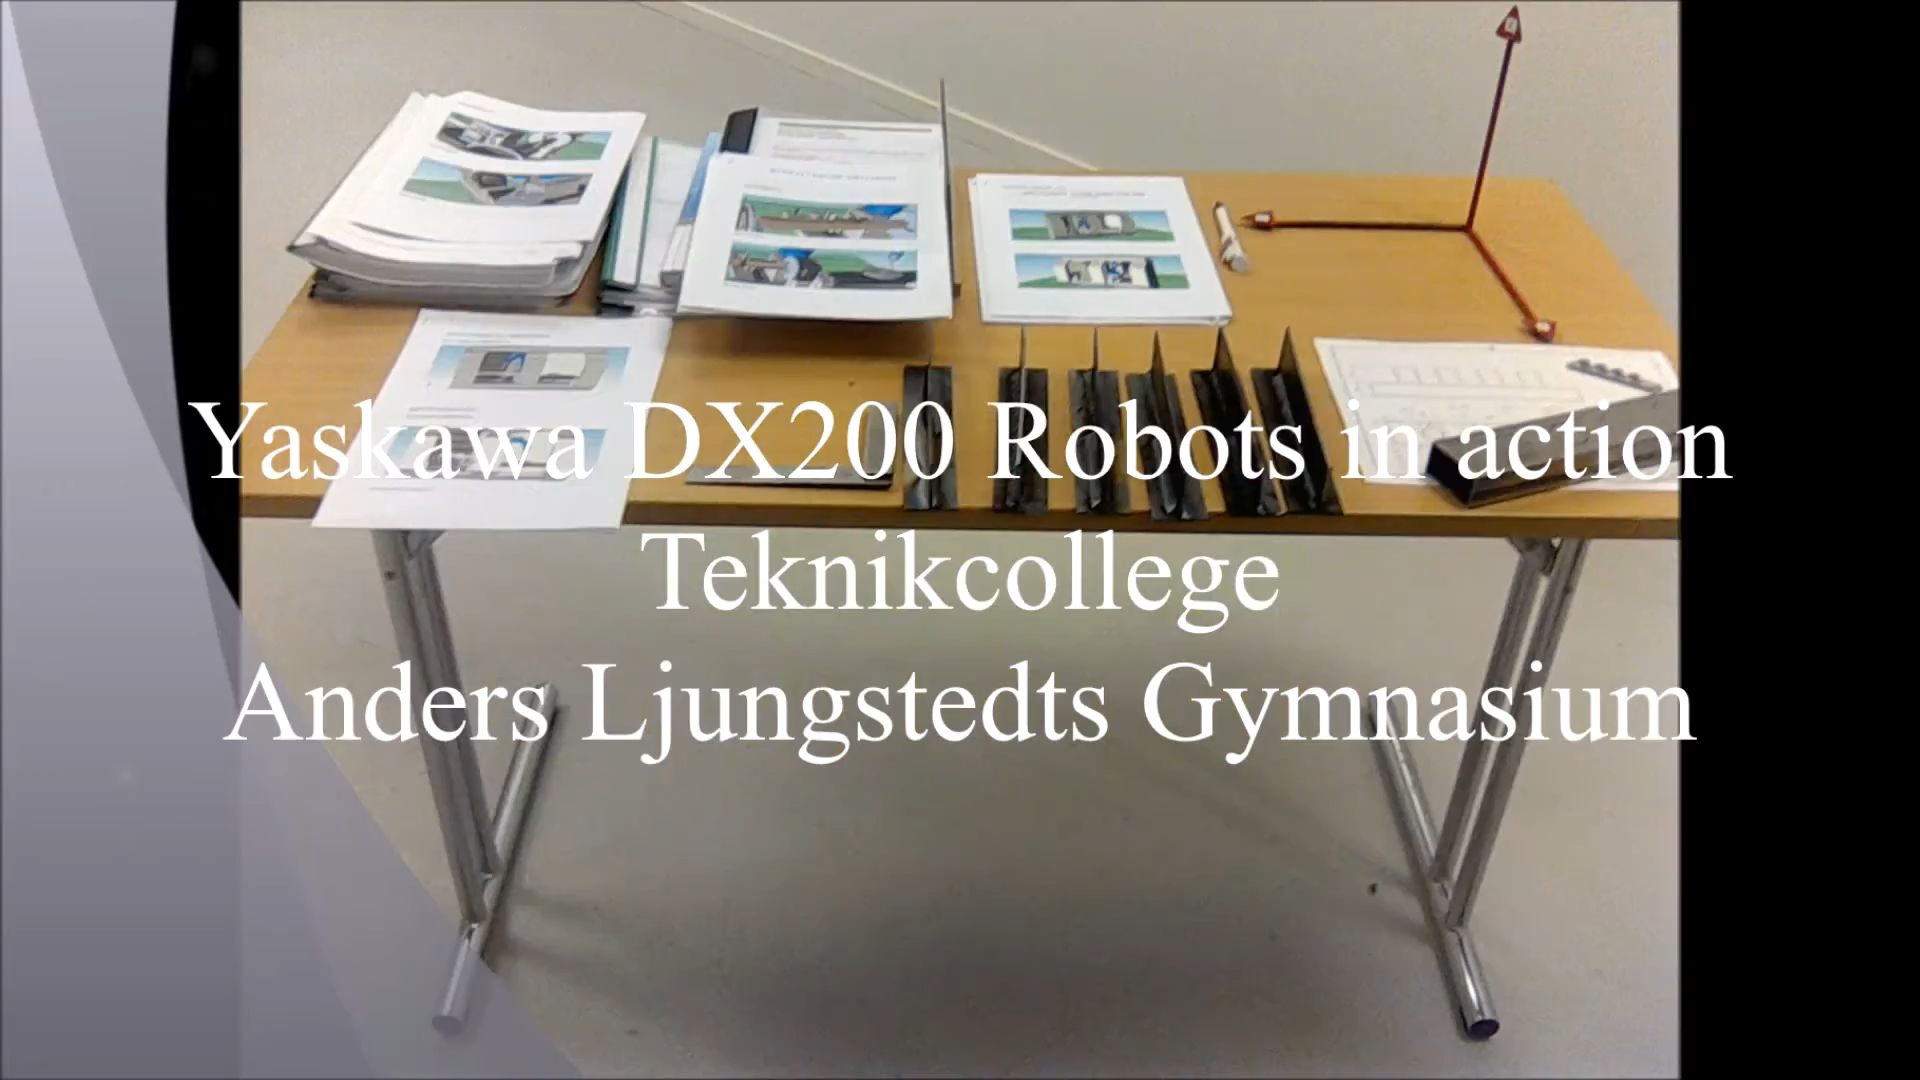 Yaskawa DX200 Robots in action
Teknikcollege
Anders Ljungstedts Gymnasium